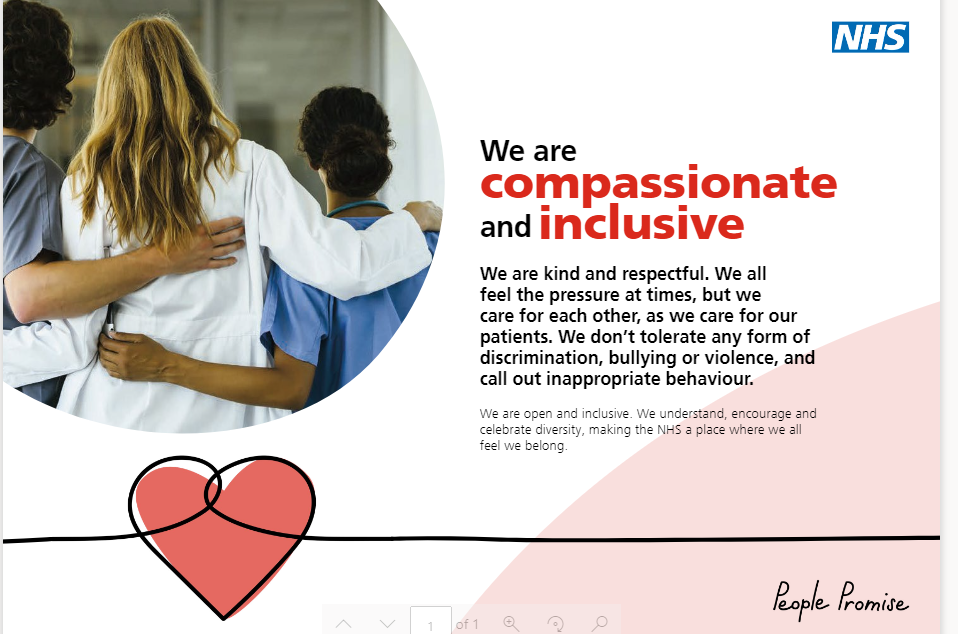 NHS
We are
compassionate
and inclusive
We are kind and respectful. We all
feel the pressure at times, but we
care for each other, as we care for our
patients. We don’t tolerate any form of
discrimination, bullying or violence, and
call out inappropriate behaviour.
We are open and inclusive. We understand, encourage and
celebrate diversity, making the NHS a place where we all
feel we belong.
People Promise
1 of 1